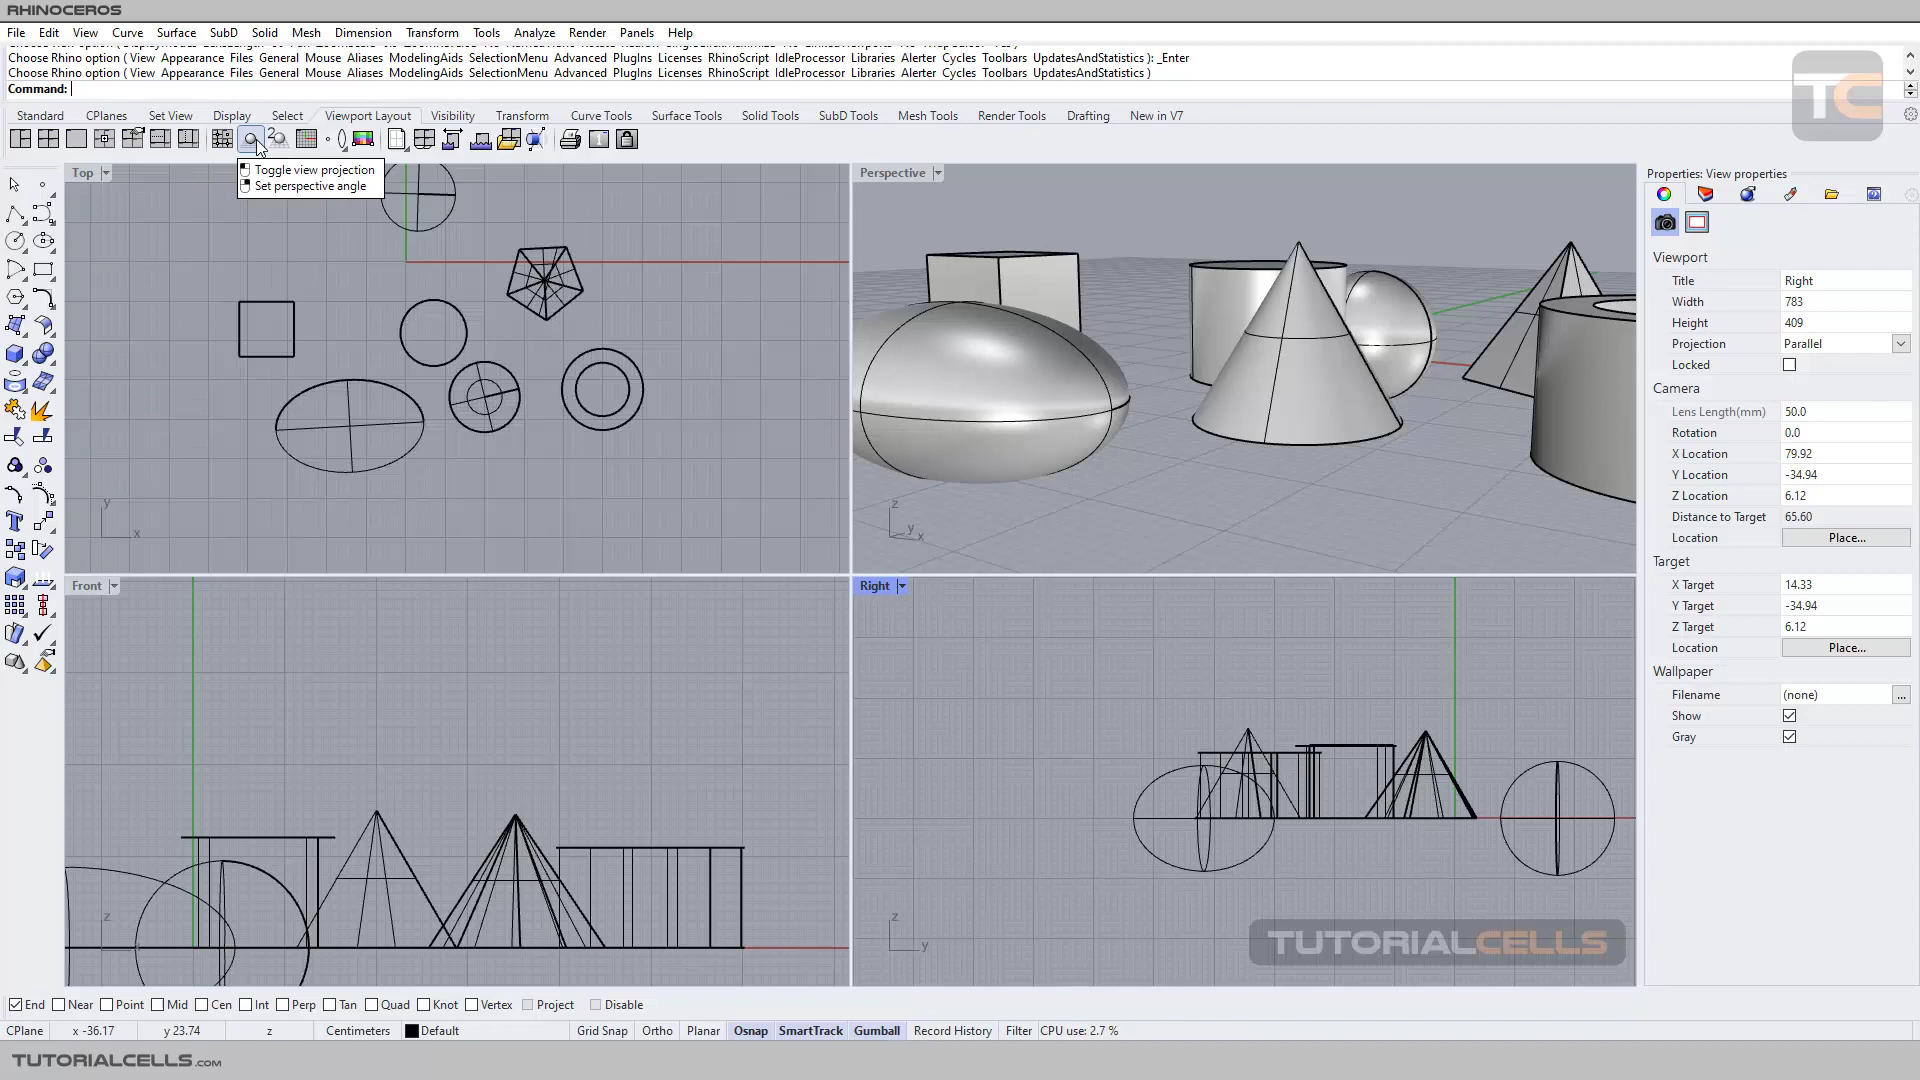 RHINOCEROS
File Edit View Curve Surface SubD Solid Mesh Dimension Transform Tools Analyze Render Panels Help
Choose Rhino option ( View Appearance Files General Mouse Aliases ModelingAids SelectionMenu Advanced PlugIns Licenses RhinoScript IdleProcessor Libraries Alerter Cycles Toolbars UpdatesAndStatistics ): _Enter
Choose Rhino option ( View Appearance Files General Mouse Aliases ModelingAids SelectionMenu Advanced PlugIns Licenses RhinoScript IdleProcessor Libraries Alerter Cycles Toolbars UpdatesAndStatistics )
Command:
TC
Standard CPlanes Set View Display Select Viewport Layout Visibility Transform Curve Tools Surface Tools Solid Tools SubD Tools Mesh Tools Render Tools Drafting New in V7
Toggle view projection
Set perspective angle
Top
y
x
Perspective
z
y
x
Front
z
Right
z
y
TUTORIALCELLS
Properties: View properties
Viewport
Title Right
Width 783
Height 409
Projection Parallel
Locked
Camera
Lens Length(mm) 50.0
Rotation 0.0
X Location 79.92
Y Location -34.94
Z Location 6.12
Distance to Target 65.60
Location Place...
Target
X Target 14.33
Y Target -34.94
Z Target 6.12
Location Place...
Wallpaper
Filename (none) ...
Show
Gray
End Near Point Mid Cen Int Perp Tan Quad Knot Vertex Project Disable
CPlane x -36.17 y 23.74 z Centimeters Default Grid Snap Ortho Planar Osnap SmartTrack Gumball Record History Filter CPU use: 2.7 %
TUTORIALCELLS.COM